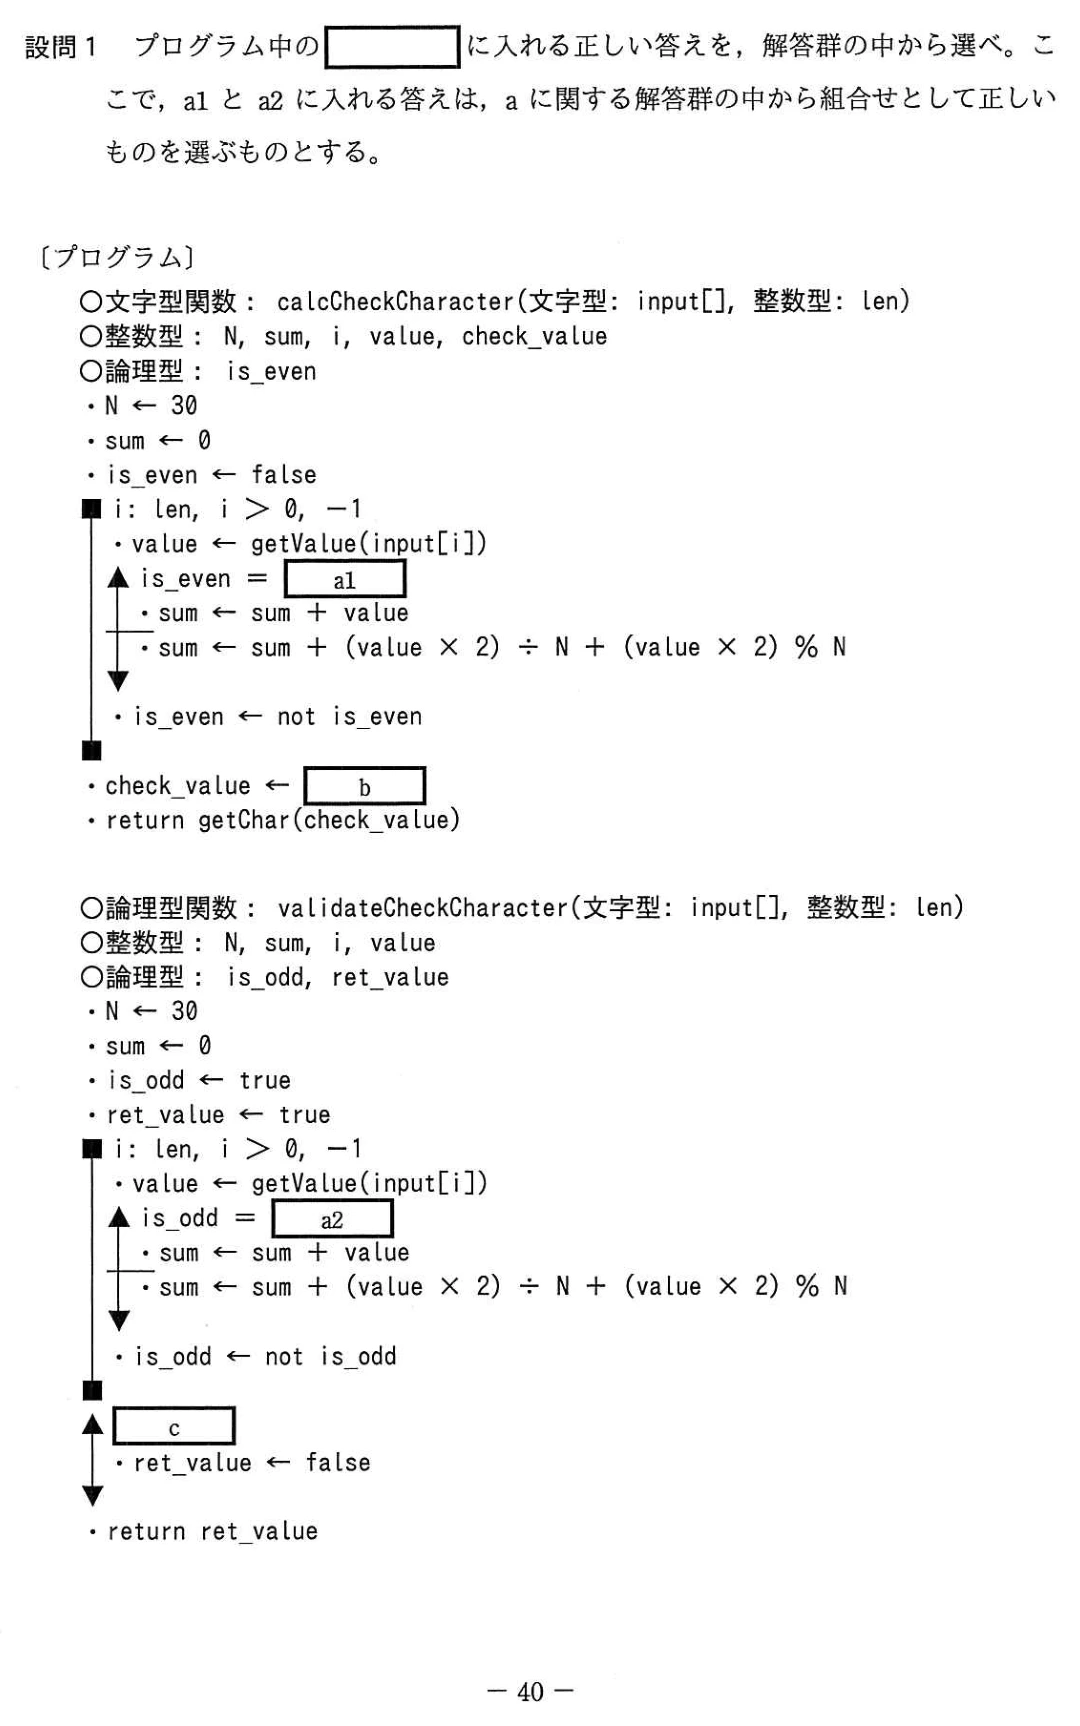 設問1 プログラム中の　　　に入れる正しい答えを，解答群の中から選べ。こ
こで，a1 と a2 に入れる答えは，a に関する解答群の中から組合せとして正しい
ものを選ぶものとする。
〔プログラム〕
○文字型関数： calcCheckCharacter(文字型: input[], 整数型: len)
○整数型： N, sum, i, value, check_value
○論理型： is_even
・N ← 30
・sum ← 0
・is_even ← false
■ i: len, i ＞ 0, －1
・value ← getValue(input[i])
▲ is_even ＝ a1
・sum ← sum ＋ value
・sum ← sum ＋ (value × 2) ÷ N ＋ (value × 2) ％ N
▼
・is_even ← not is_even
■
・check_value ← b
・return getChar(check_value)
○論理型関数： validateCheckCharacter(文字型: input[], 整数型: len)
○整数型： N, sum, i, value
○論理型： is_odd, ret_value
・N ← 30
・sum ← 0
・is_odd ← true
・ret_value ← true
■ i: len, i ＞ 0, －1
・value ← getValue(input[i])
▲ is_odd ＝ a2
・sum ← sum ＋ value
・sum ← sum ＋ (value × 2) ÷ N ＋ (value × 2) ％ N
▼
・is_odd ← not is_odd
■
▲ c
・ret_value ← false
▼
・return ret_value
－ 40 －